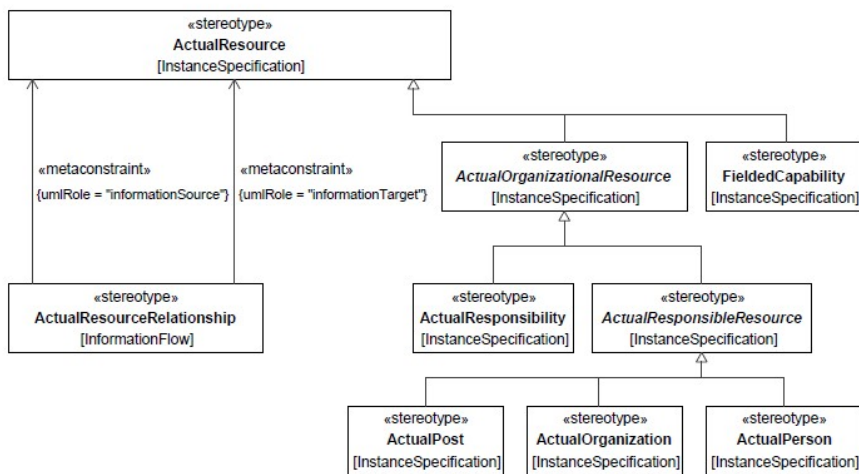 «stereotype»
ActualResource
[InstanceSpecification]
«metaconstraint»
{umlRole = "informationSource"}
«metaconstraint»
{umlRole = "informationTarget"}
«stereotype»
ActualOrganizationalResource
[InstanceSpecification]
«stereotype»
FieldedCapability
[InstanceSpecification]
«stereotype»
ActualResourceRelationship
[InformationFlow]
«stereotype»
ActualResponsibility
[InstanceSpecification]
«stereotype»
ActualResponsibleResource
[InstanceSpecification]
«stereotype»
ActualPost
[InstanceSpecification]
«stereotype»
ActualOrganization
[InstanceSpecification]
«stereotype»
ActualPerson
[InstanceSpecification]